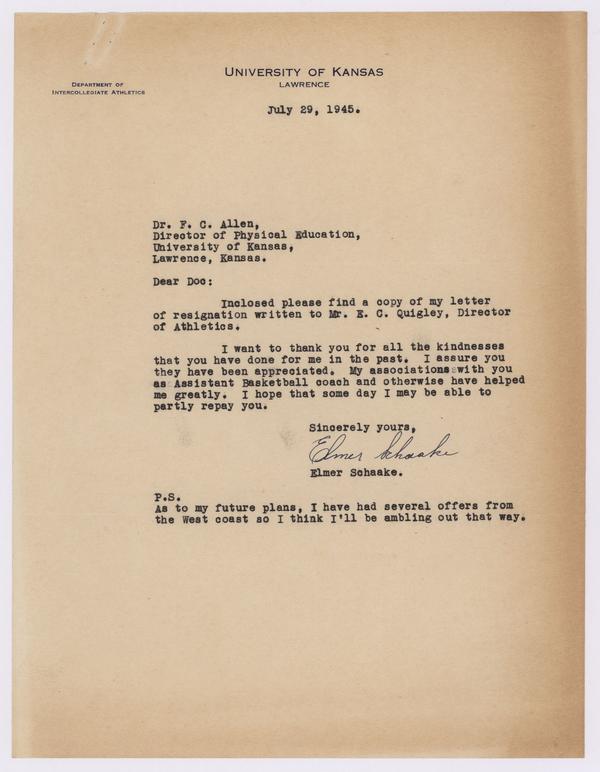 UNIVERSITY OF KANSAS
LAWRENCE
DEPARTMENT OF
INTERCOLLEGIATE ATHLETICS
July 29, 1945.
Dr. F. C. Allen,
Director of Physical Education,
University of Kansas,
Lawrence, Kansas.
Dear Doc:
Inclosed please find a copy of my letter
of resignation written to Mr. E. C. Quigley, Director
of Athletics.
I want to thank you for all the kindnesses
that you have done for me in the past. I assure you
they have been appreciated. My associations with you
as Assistant Basketball coach and otherwise have helped
me greatly. I hope that some day I may be able to
partly repay you.
Sincerely yours,
Elmer Schaake
Elmer Schaake.
P.S.
As to my future plans, I have had several offers from
the West coast so I think I'll be ambling out that way.